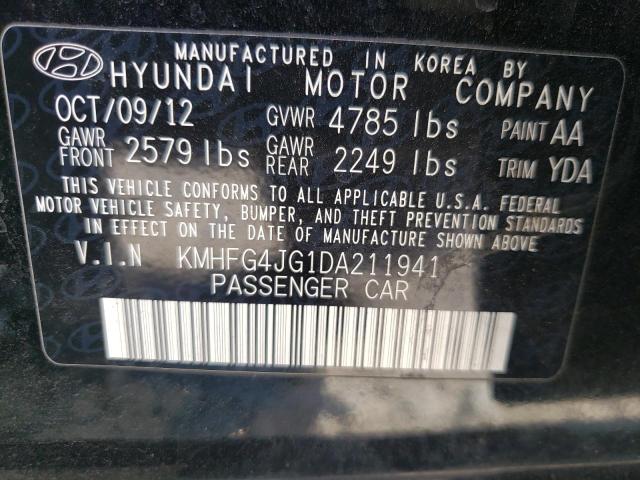 MANUFACTURED IN KOREA BY
HYUNDAI MOTOR COMPANY
OCT/09/12 GVWR 4785 lbs PAINT AA
GAWR FRONT 2579 lbs GAWR REAR 2249 lbs TRIM YDA
THIS VEHICLE CONFORMS TO ALL APPLICABLE U.S.A. FEDERAL
MOTOR VEHICLE SAFETY, BUMPER, AND THEFT PREVENTION STANDARDS
IN EFFECT ON THE DATE OF MANUFACTURE SHOWN ABOVE.
V.I.N KMHFG4JG1DA211941
PASSENGER CAR